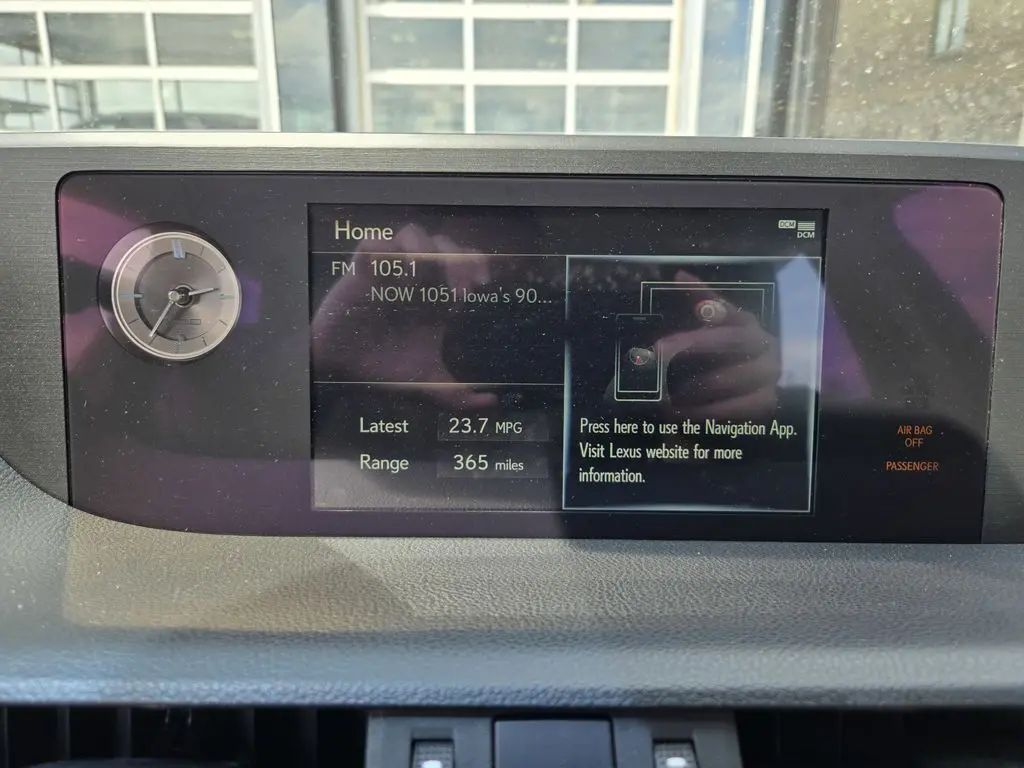 Home
DCM
DCM
FM 105.1
-NOW 1051 Iowa's 90...
Latest 23.7 MPG
Range 365 miles
Press here to use the Navigation App.
Visit Lexus website for more
information.
AIR BAG
OFF
PASSENGER